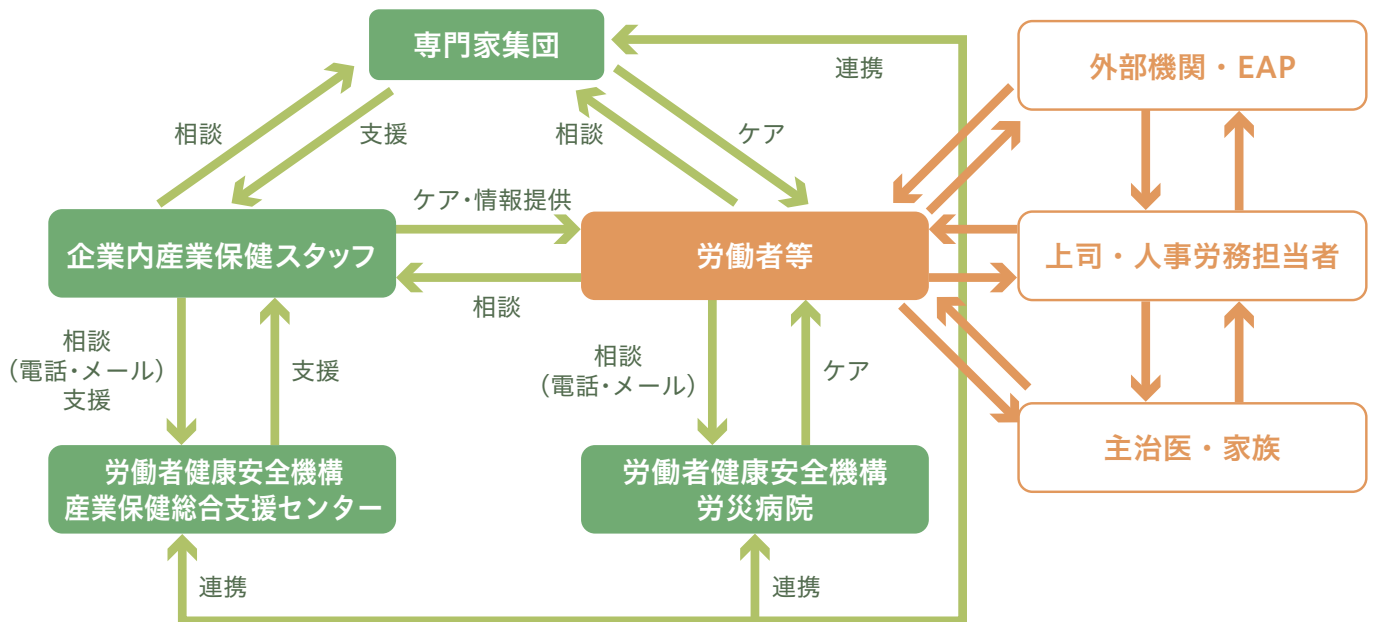 専門家集団
連携
外部機関・EAP
相談
支援
相談
ケア
ケア・情報提供
企業内産業保健スタッフ
労働者等
上司・人事労務担当者
相談
相談
(電話・メール)
支援
支援
相談
(電話・メール)
ケア
主治医・家族
労働者健康安全機構
産業保健総合支援センター
労働者健康安全機構
労災病院
連携
連携